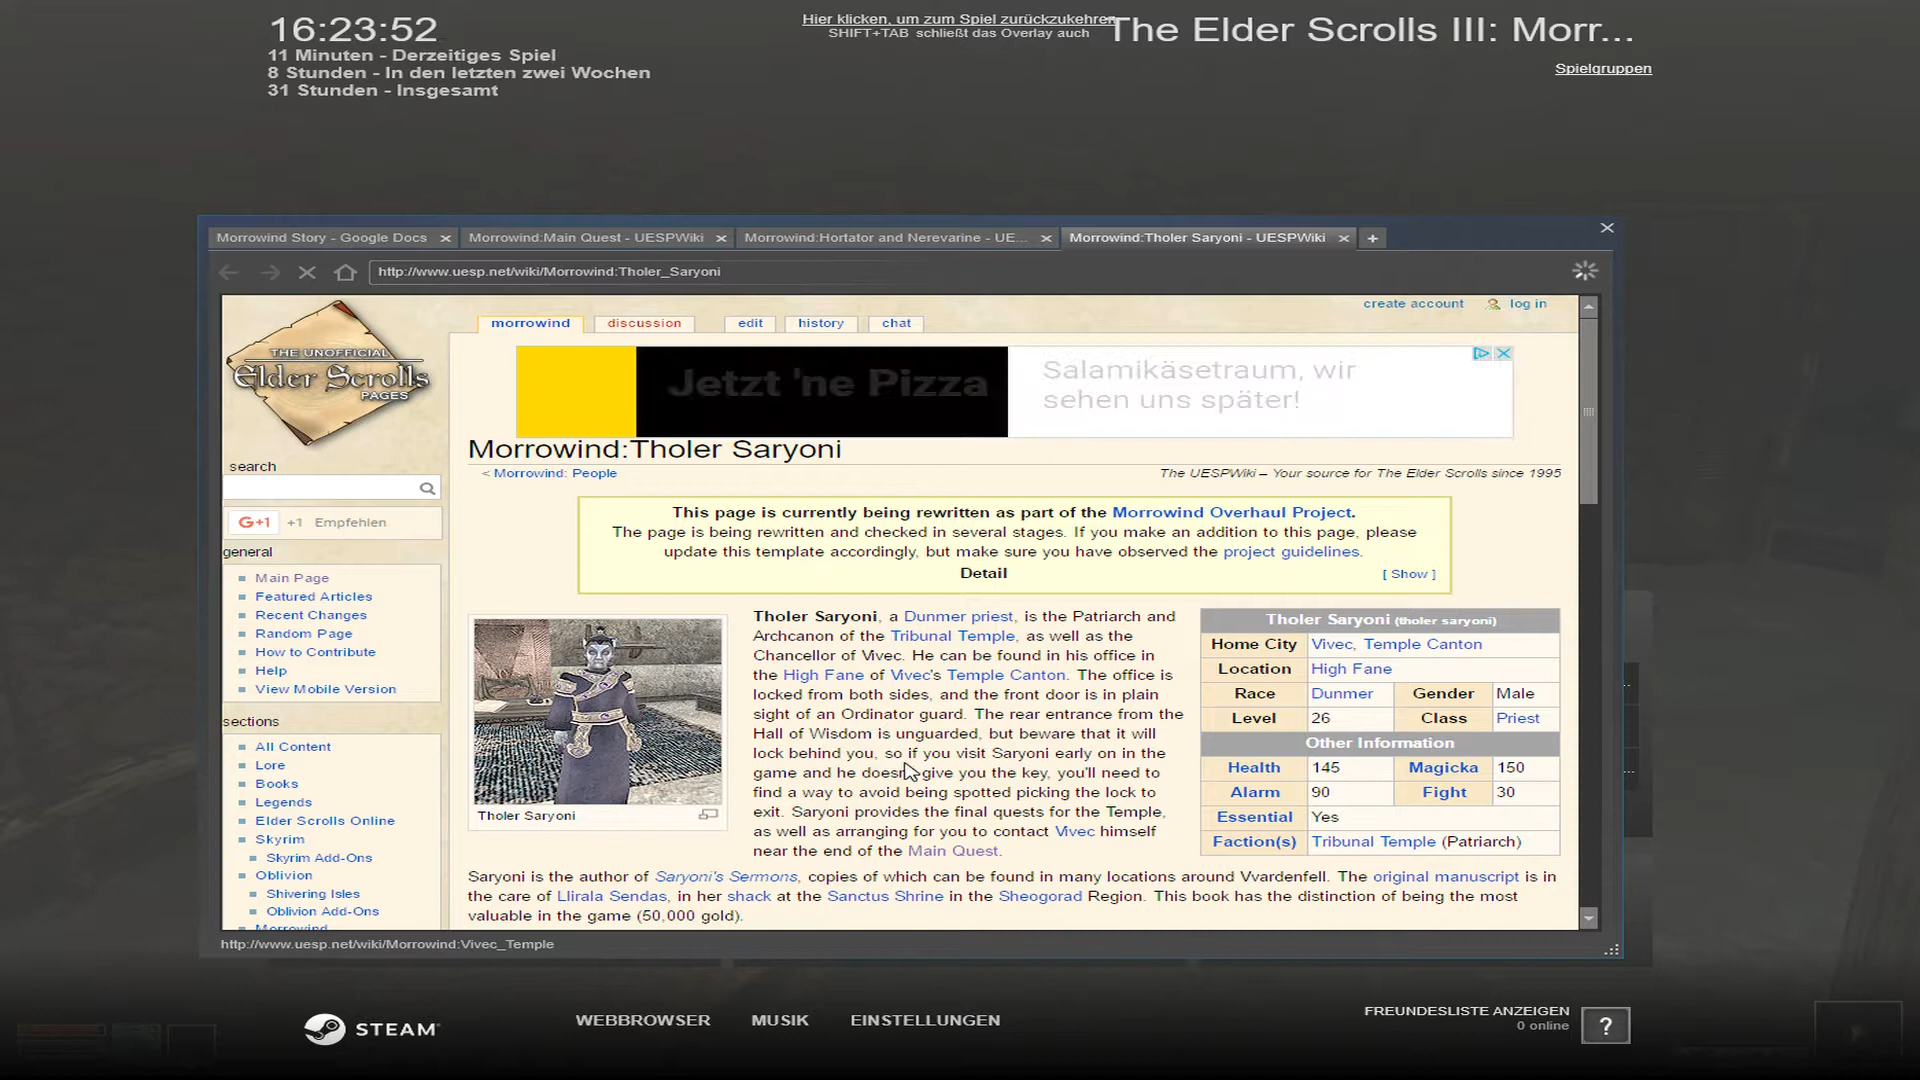 16:23:52
11 Minuten - Derzeitiges Spiel
8 Stunden - In den letzten zwei Wochen
31 Stunden - Insgesamt
Hier klicken, um zum Spiel zurückzukehren
SHIFT+TAB schließt das Overlay auch
The Elder Scrolls III: Morr...
Spielgruppen
Morrowind Story - Google Docs
Morrowind:Main Quest - UESPWiki
Morrowind:Hortator and Nerevarine - UE...
Morrowind:Tholer Saryoni - UESPWiki
http://www.uesp.net/wiki/Morrowind:Tholer_Saryoni
create account
log in
THE UNOFFICIAL
Elder Scrolls
PAGES
morrowind
discussion
edit
history
chat
Jetzt 'ne Pizza
Salamikäsetraum, wir
sehen uns später!
Morrowind:Tholer Saryoni
< Morrowind: People
The UESPWiki – Your source for The Elder Scrolls since 1995
search
G+1 +1 Empfehlen
general
Main Page
Featured Articles
Recent Changes
Random Page
How to Contribute
Help
View Mobile Version
sections
All Content
Lore
Books
Legends
Elder Scrolls Online
Skyrim
Skyrim Add-Ons
Oblivion
Shivering Isles
Oblivion Add-Ons
Morrowind
This page is currently being rewritten as part of the Morrowind Overhaul Project.
The page is being rewritten and checked in several stages. If you make an addition to this page, please
update this template accordingly, but make sure you have observed the project guidelines.
Detail
[ Show ]
Tholer Saryoni
Tholer Saryoni, a Dunmer priest, is the Patriarch and
Archcanon of the Tribunal Temple, as well as the
Chancellor of Vivec. He can be found in his office in
the High Fane of Vivec's Temple Canton. The office is
locked from both sides, and the front door is in plain
sight of an Ordinator guard. The rear entrance from the
Hall of Wisdom is unguarded, but beware that it will
lock behind you, so if you visit Saryoni early on in the
game and he doesn't give you the key, you'll need to
find a way to avoid being spotted picking the lock to
exit. Saryoni provides the final quests for the Temple,
as well as arranging for you to contact Vivec himself
near the end of the Main Quest.
Tholer Saryoni (tholer saryoni)
Home City Vivec, Temple Canton
Location High Fane
Race Dunmer Gender Male
Level 26 Class Priest
Other Information
Health 145 Magicka 150
Alarm 90 Fight 30
Essential Yes
Faction(s) Tribunal Temple (Patriarch)
Saryoni is the author of Saryoni's Sermons, copies of which can be found in many locations around Vvardenfell. The original manuscript is in
the care of Llirala Sendas, in her shack at the Sanctus Shrine in the Sheogorad Region. This book has the distinction of being the most
valuable in the game (50,000 gold).
http://www.uesp.net/wiki/Morrowind:Vivec_Temple
STEAM
WEBBROWSER
MUSIK
EINSTELLUNGEN
FREUNDESLISTE ANZEIGEN
0 online
?